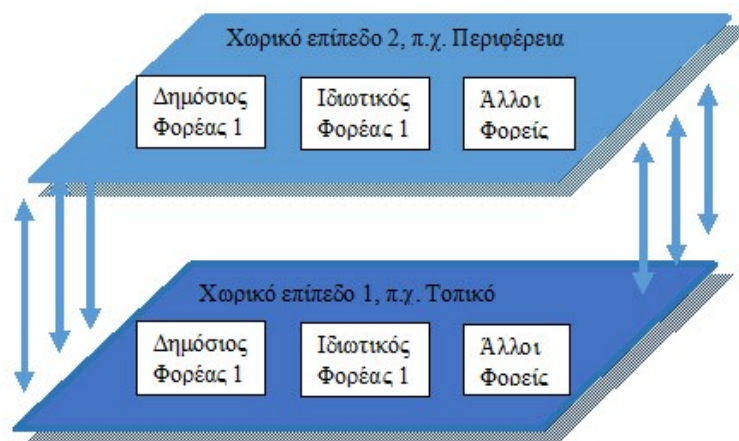 Χωρικό επίπεδο 2, π.χ. Περιφέρεια
Δημόσιος
Φορέας 1
Ιδιωτικός
Φορέας 1
Άλλοι
Φορείς
Χωρικό επίπεδο 1, π.χ. Τοπικό
Δημόσιος
Φορέας 1
Ιδιωτικός
Φορέας 1
Άλλοι
Φορείς